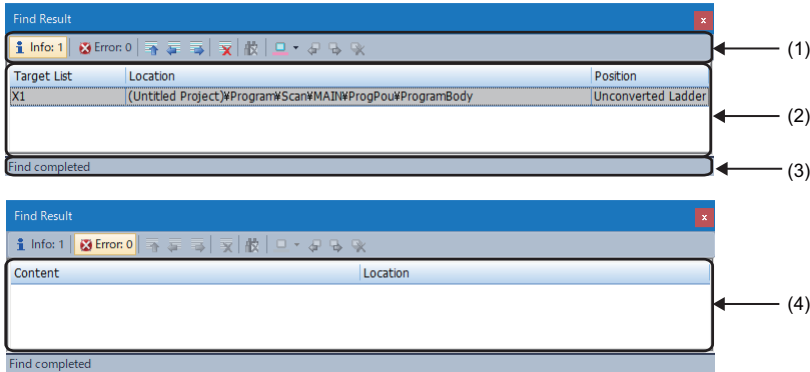 Find Result x
Info: 1 Error: 0 (1)
Target List Location Position
X1 (Untitled Project)¥Program¥Scan¥MAIN¥ProgPou¥ProgramBody Unconverted Ladder
(2)
Find completed (3)
Find Result x
Info: 1 Error: 0
Content Location
(4)
Find completed